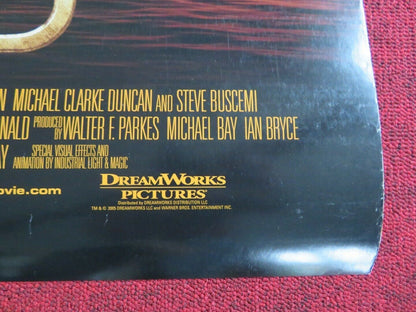 N MICHAEL CLARKE DUNCAN AND STEVE BUSCEMI
NALD PRODUCED BY WALTER F. PARKES MICHAEL BAY IAN BRYCE
AY SPECIAL VISUAL EFFECTS AND
ANIMATION BY INDUSTRIAL LIGHT & MAGIC
ovie.com
DREAMWORKS
PICTURES
Distributed by DREAMWORKS DISTRIBUTION LLC
TM & © 2005 DREAMWORKS LLC and WARNER BROS. ENTERTAINMENT INC.